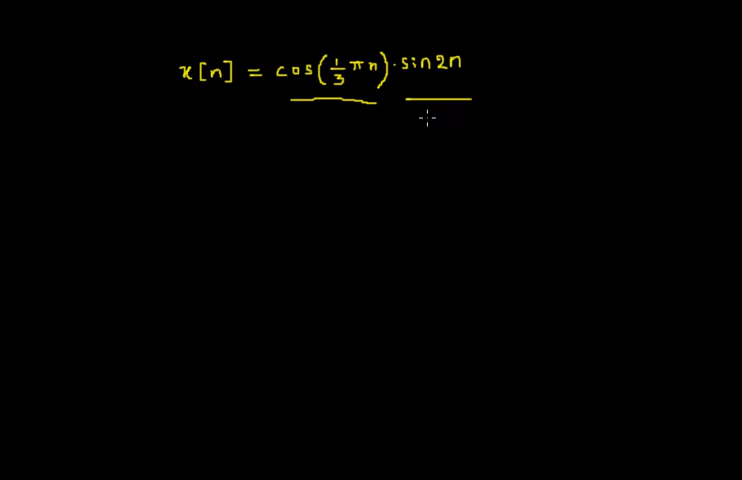 x[n] = cos(1/3 πn)·sin2n